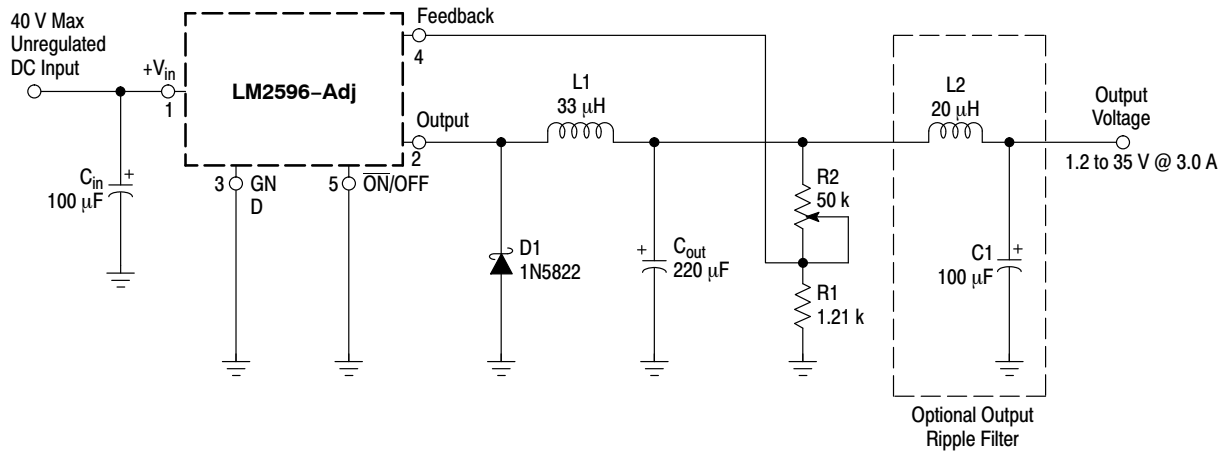 40 V Max
Unregulated
DC Input
+Vin
1
Cin
100 μF
+
LM2596−Adj
Feedback
4
Output
2
3
GN
D
5
ON/OFF
L1
33 μH
D1
1N5822
+
Cout
220 μF
R2
50 k
R1
1.21 k
L2
20 μH
C1
100 μF
+
Output
Voltage
1.2 to 35 V @ 3.0 A
Optional Output
Ripple Filter